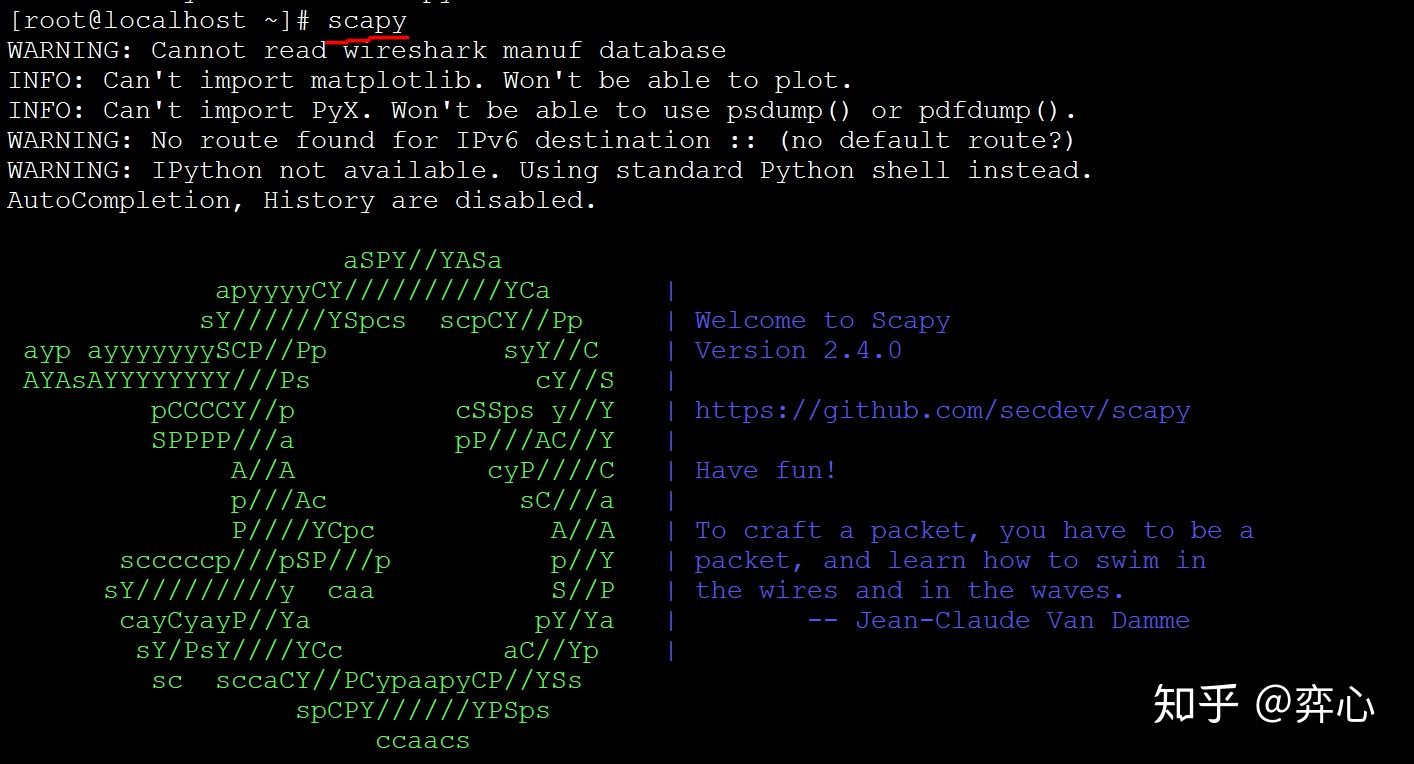 [root@localhost ~]# scapy
WARNING: Cannot read wireshark manuf database
INFO: Can't import matplotlib. Won't be able to plot.
INFO: Can't import PyX. Won't be able to use psdump() or pdfdump().
WARNING: No route found for IPv6 destination :: (no default route?)
WARNING: IPython not available. Using standard Python shell instead.
AutoCompletion, History are disabled.
                     aSPY//YASa
             apyyyyCY//////////YCa       |
            sY//////YSpcs  scpCY//Pp     | Welcome to Scapy
 ayp ayyyyyyySCP//Pp           syY//C    | Version 2.4.0
 AYAsAYYYYYYYY///Ps              cY//S   |
         pCCCCY//p          cSSps y//Y   | https://github.com/secdev/scapy
         SPPPP///a          pP///AC//Y   |
              A//A            cyP////C   | Have fun!
              p///Ac            sC///a   |
              P////YCpc           A//A   | To craft a packet, you have to be a
       scccccp///pSP///p          p//Y   | packet, and learn how to swim in
      sY/////////y  caa           S//P   | the wires and in the waves.
       cayCyayP//Ya              pY/Ya   |        -- Jean-Claude Van Damme
        sY/PsY////YCc          aC//Yp    |
         sc  sccaCY//PCypaapyCP//YSs
                  spCPY//////YPSps
                       ccaacs
知乎 @弈心